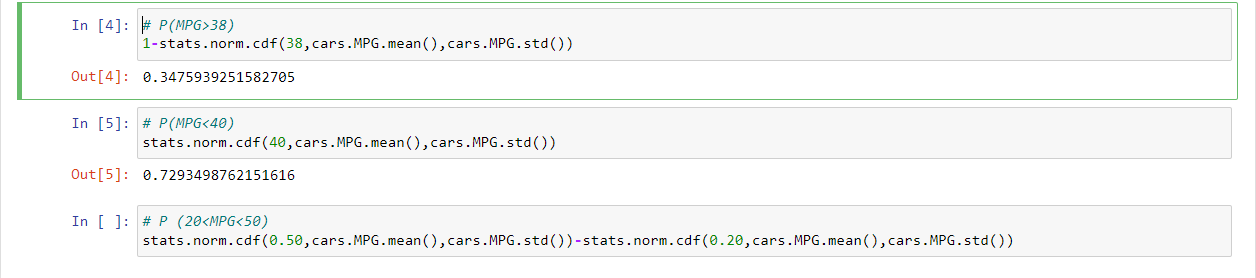 In [4]: # P(MPG>38)
1-stats.norm.cdf(38,cars.MPG.mean(),cars.MPG.std())
Out[4]: 0.3475939251582705
In [5]: # P(MPG<40)
stats.norm.cdf(40,cars.MPG.mean(),cars.MPG.std())
Out[5]: 0.7293498762151616
In [ ]: # P (20<MPG<50)
stats.norm.cdf(0.50,cars.MPG.mean(),cars.MPG.std())-stats.norm.cdf(0.20,cars.MPG.mean(),cars.MPG.std())